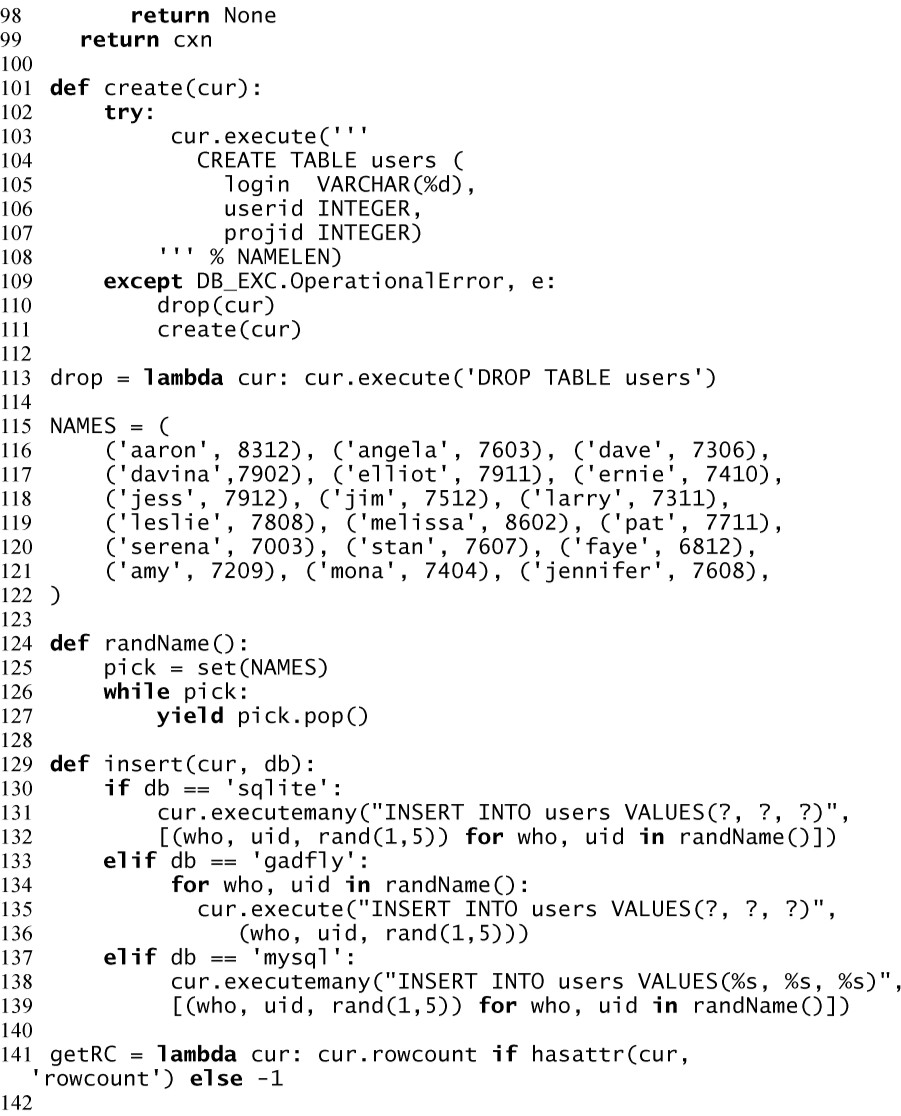 98          return None
99      return cxn
100
101 def create(cur):
102     try:
103          cur.execute('''
104            CREATE TABLE users (
105              login  VARCHAR(%d),
106              userid INTEGER,
107              projid INTEGER)
108         ''' % NAMELEN)
109     except DB_EXC.OperationalError, e:
110         drop(cur)
111         create(cur)
112
113 drop = lambda cur: cur.execute('DROP TABLE users')
114
115 NAMES = (
116     ('aaron', 8312), ('angela', 7603), ('dave', 7306),
117     ('davina',7902), ('elliot', 7911), ('ernie', 7410),
118     ('jess',7912), ('jim', 7512), ('larry', 7311),
119     ('leslie', 7808), ('melissa', 8602), ('pat', 7711),
120     ('serena', 7003), ('stan', 7607), ('faye', 6812),
121     ('amy', 7209), ('mona', 7404), ('jennifer', 7608),
122 )
123
124 def randName():
125     pick = set(NAMES)
126     while pick:
127         yield pick.pop()
128
129 def insert(cur, db):
130     if db == 'sqlite':
131         cur.executemany("INSERT INTO users VALUES(?, ?, ?)",
132         [(who, uid, rand(1,5)) for who, uid in randName()])
133     elif db == 'gadfly':
134          for who, uid in randName():
135            cur.execute("INSERT INTO users VALUES(?, ?, ?)",
136               (who, uid, rand(1,5)))
137     elif db == 'mysql':
138          cur.executemany("INSERT INTO users VALUES(%s, %s, %s)",
139          [(who, uid, rand(1,5)) for who, uid in randName()])
140
141 getRC = lambda cur: cur.rowcount if hasattr(cur,
  'rowcount') else -1
142